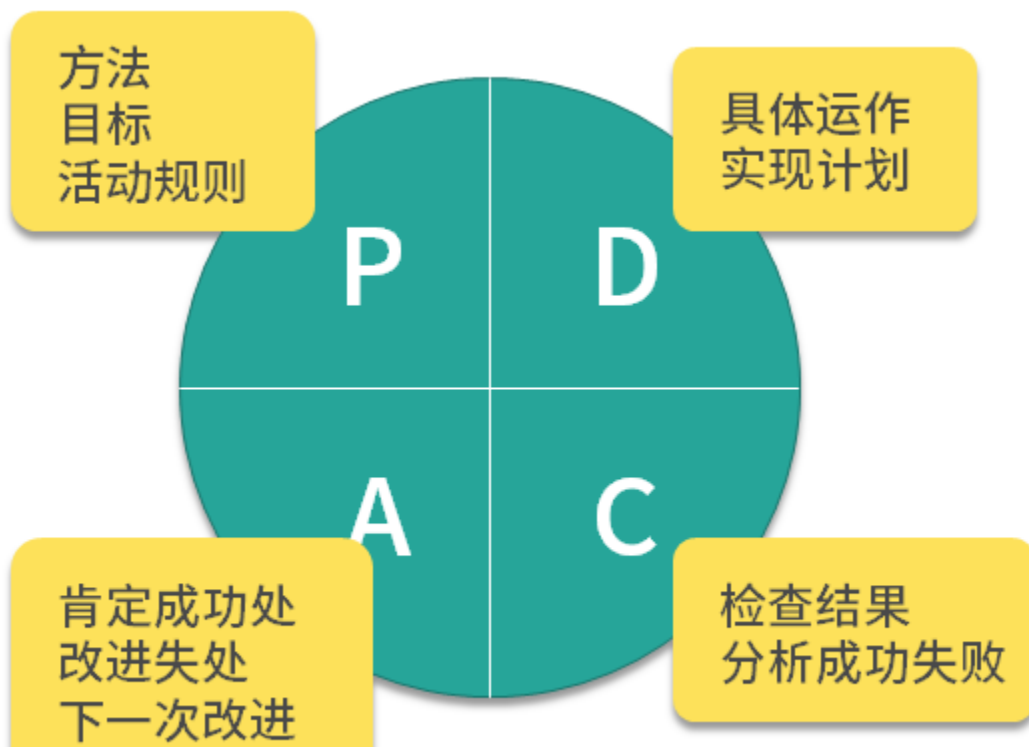 方法
目标
活动规则
具体运作
实现计划
P
D
A
C
肯定成功处
改进失处
下一次改进
检查结果
分析成功失败